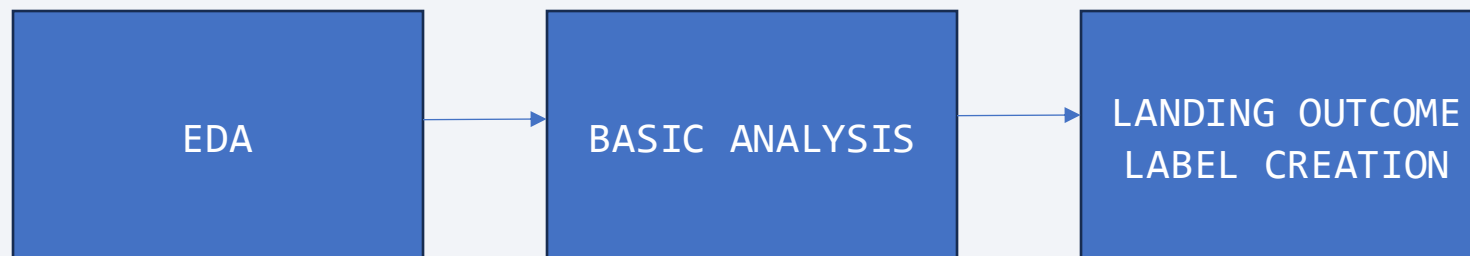 EDA
BASIC ANALYSIS
LANDING OUTCOME
LABEL CREATION